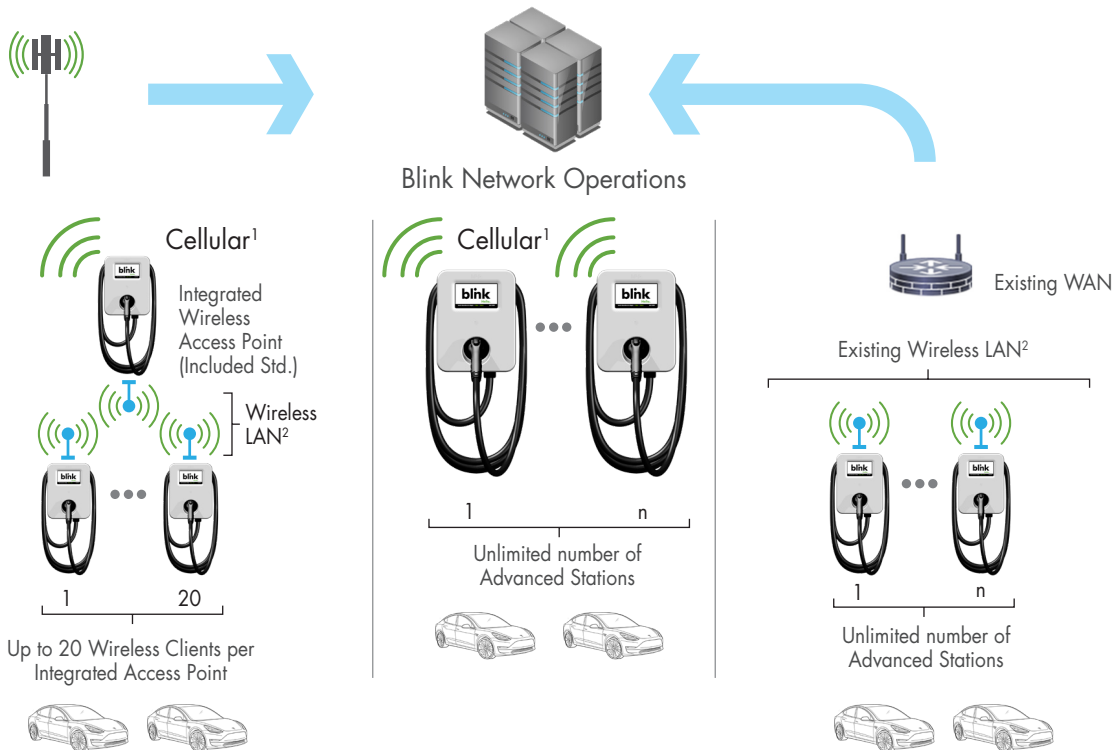 Blink Network Operations
Cellular¹
blink
Integrated
Wireless
Access Point
(Included Std.)
Wireless
LAN²
blink
blink
1
20
Up to 20 Wireless Clients per
Integrated Access Point
Cellular¹
blink
blink
1
n
Unlimited number of
Advanced Stations
Existing WAN
Existing Wireless LAN²
blink
blink
1
n
Unlimited number of
Advanced Stations